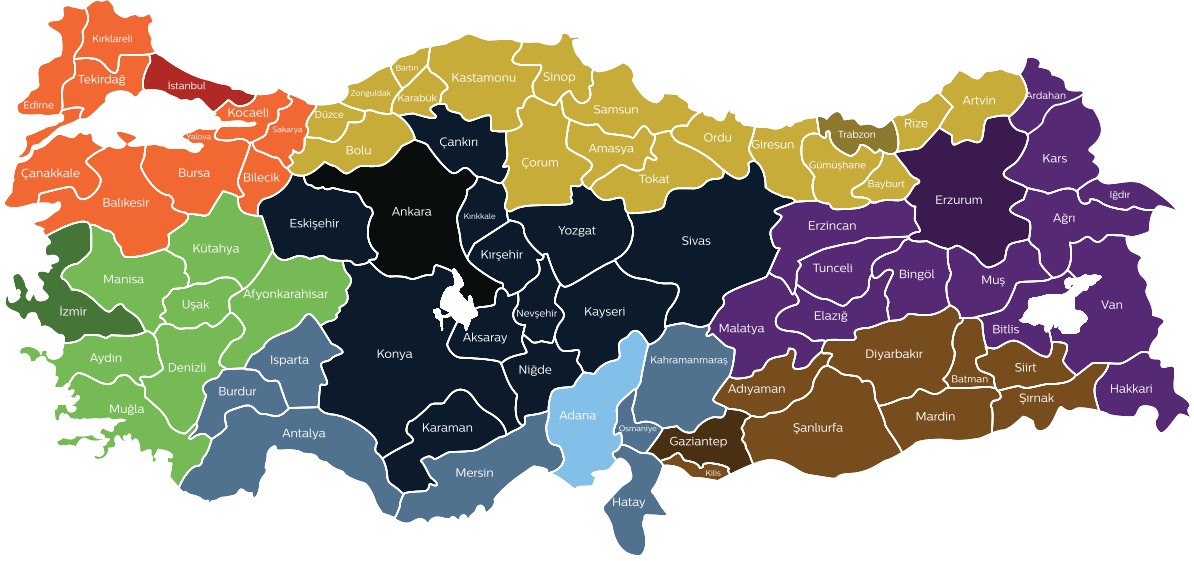 Kırklareli
Tekirdağ
Edirne
İstanbul
Kocaeli
Yalova
Sakarya
Çanakkale
Balıkesir
Bursa
Bilecik
Düzce
Bolu
Zonguldak
Bartın
Karabük
Kastamonu
Sinop
Çankırı
Çorum
Samsun
Amasya
Tokat
Ordu
Giresun
Trabzon
Gümüşhane
Bayburt
Rize
Artvin
Ardahan
Kars
Iğdır
Ağrı
Erzurum
Erzincan
Tunceli
Bingöl
Muş
Bitlis
Van
Hakkari
Elazığ
Malatya
Eskişehir
Ankara
Kırıkkale
Kırşehir
Yozgat
Sivas
Kayseri
Nevşehir
Aksaray
Niğde
Konya
Karaman
Kütahya
Manisa
İzmir
Uşak
Afyonkarahisar
Aydın
Denizli
Muğla
Isparta
Burdur
Antalya
Mersin
Adana
Osmaniye
Kahramanmaraş
Hatay
Gaziantep
Kilis
Adıyaman
Şanlıurfa
Diyarbakır
Mardin
Batman
Siirt
Şırnak